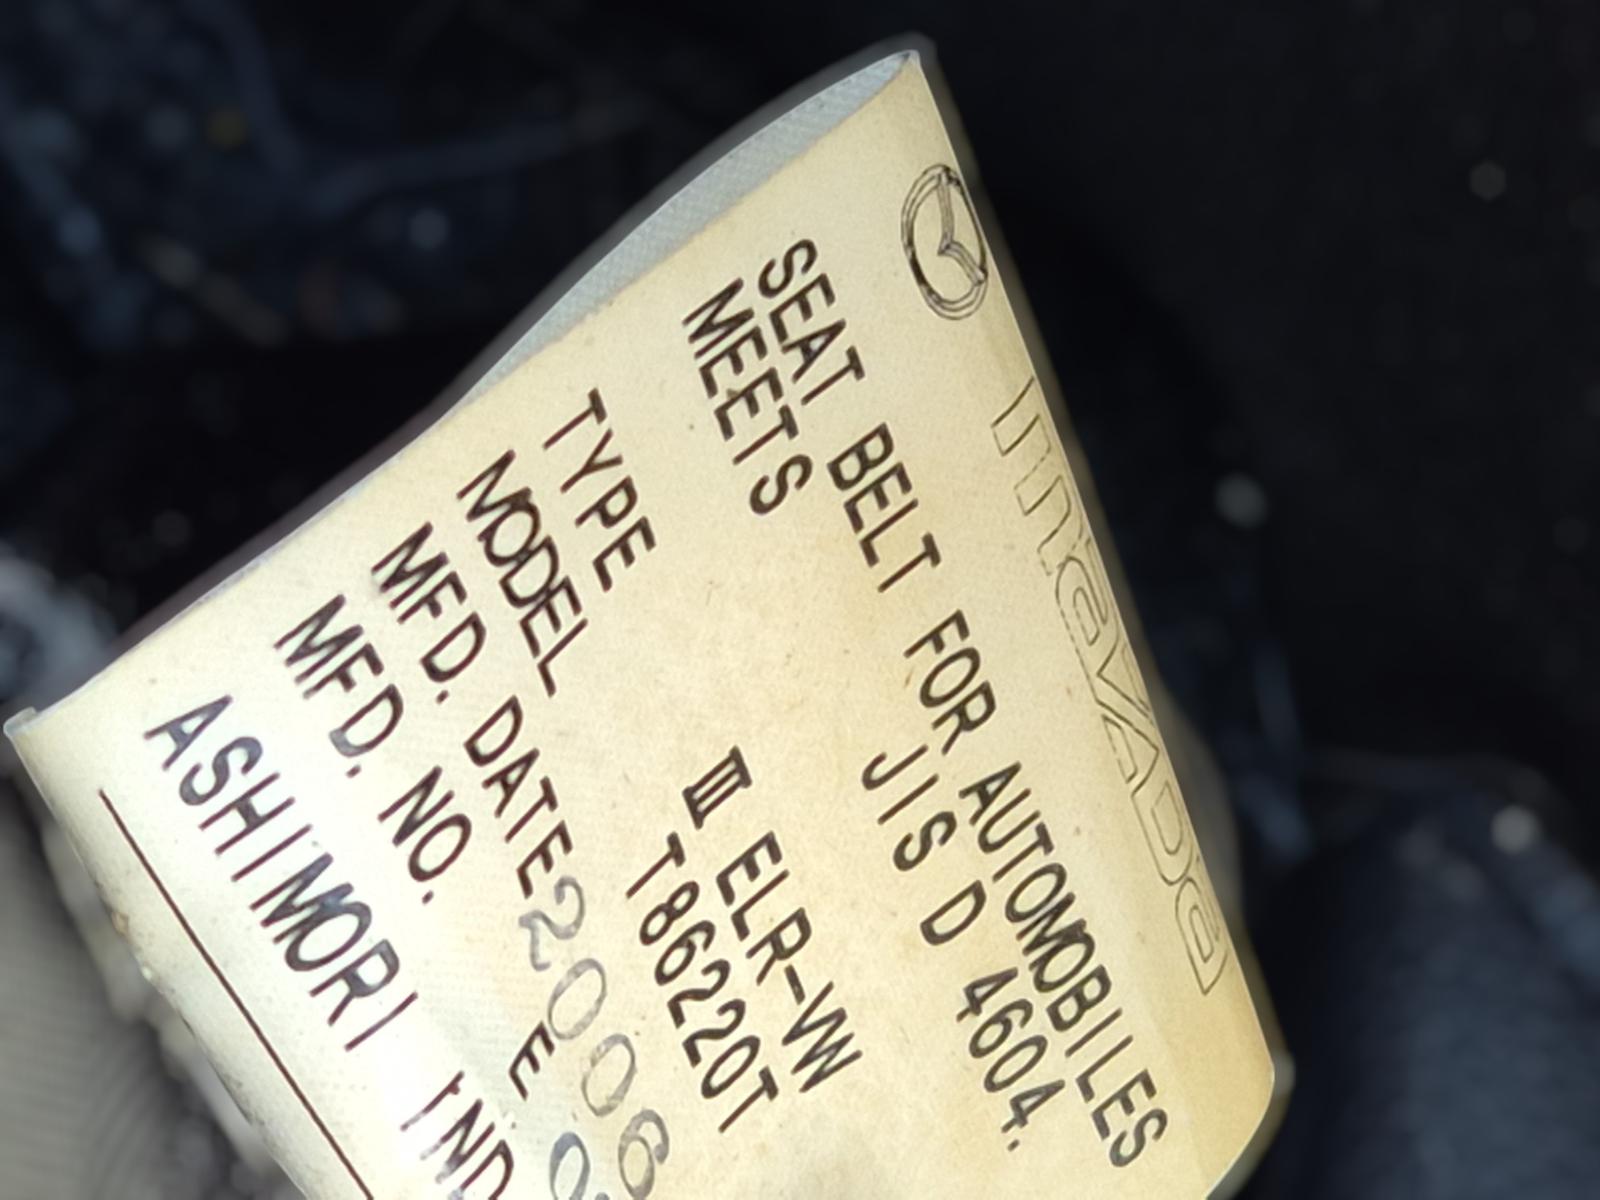 mazda
SEAT BELT FOR AUTOMOBILES
MEETS JIS D 4604.
TYPE III ELR-W
MODEL T86220T
MFD. DATE 2006
MFD. NO. E
ASHIMORI IND